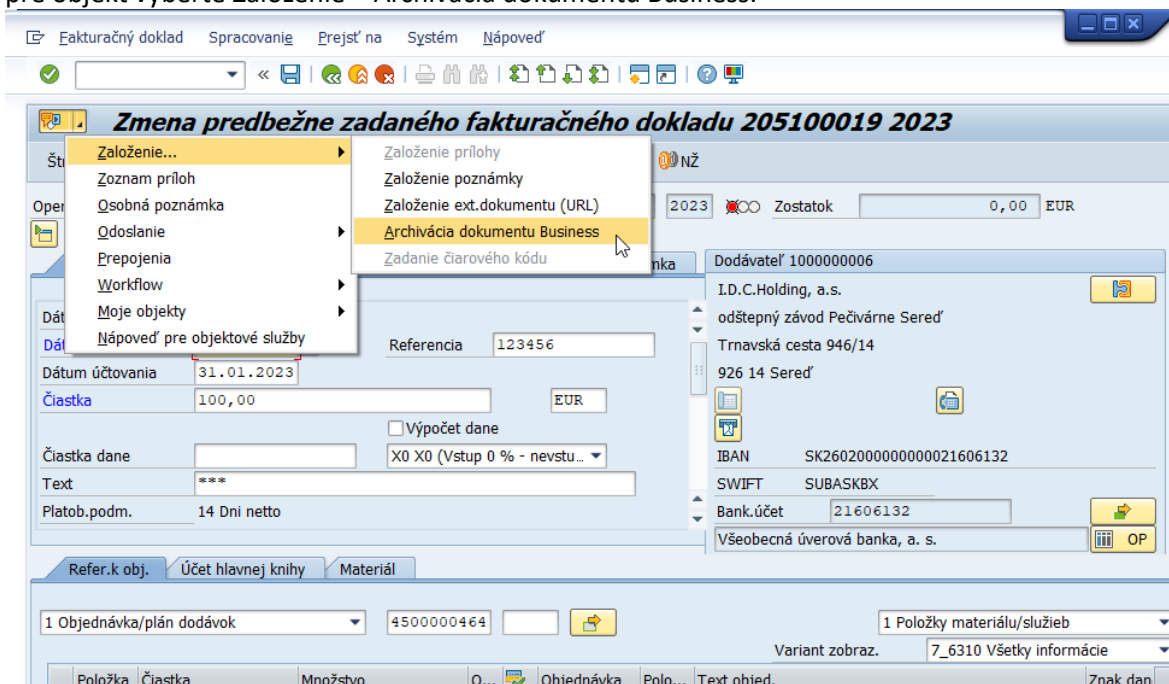 pre objekt vyberte Založenie – Archivácia dokumentu Business.
Fakturačný doklad Spracovanie Prejsť na Systém Nápoveď
Zmena predbežne zadaného fakturačného dokladu 205100019 2023
Založenie...
Zoznam príloh
Osobná poznámka
Odoslanie
Prepojenia
Workflow
Moje objekty
Nápoveď pre objektové služby
Založenie prílohy
Založenie poznámky
Založenie ext.dokumentu (URL)
Archivácia dokumentu Business
Zadanie čiarového kódu
NŽ
2023 Zostatok 0,00 EUR
Dodávateľ 1000000006
I.D.C.Holding, a.s.
odštepný závod Pečivárne Sereď
Trnavská cesta 946/14
926 14 Sereď
Referencia 123456
Dátum účtovania 31.01.2023
Čiastka 100,00 EUR
Výpočet dane
Čiastka dane X0 X0 (Vstup 0 % - nevstu...
Text ***
Platob.podm. 14 Dni netto
IBAN SK2602000000000021606132
SWIFT SUBASKBX
Bank.účet 21606132
Všeobecná úverová banka, a. s. OP
Refer.k obj. Účet hlavnej knihy Materiál
1 Objednávka/plán dodávok 4500000464 1 Položky materiálu/služieb
Variant zobraz. 7_6310 Všetky informácie
Položka Čiastka Množstvo O... Objednávka Polo... Text objed. Znak dan